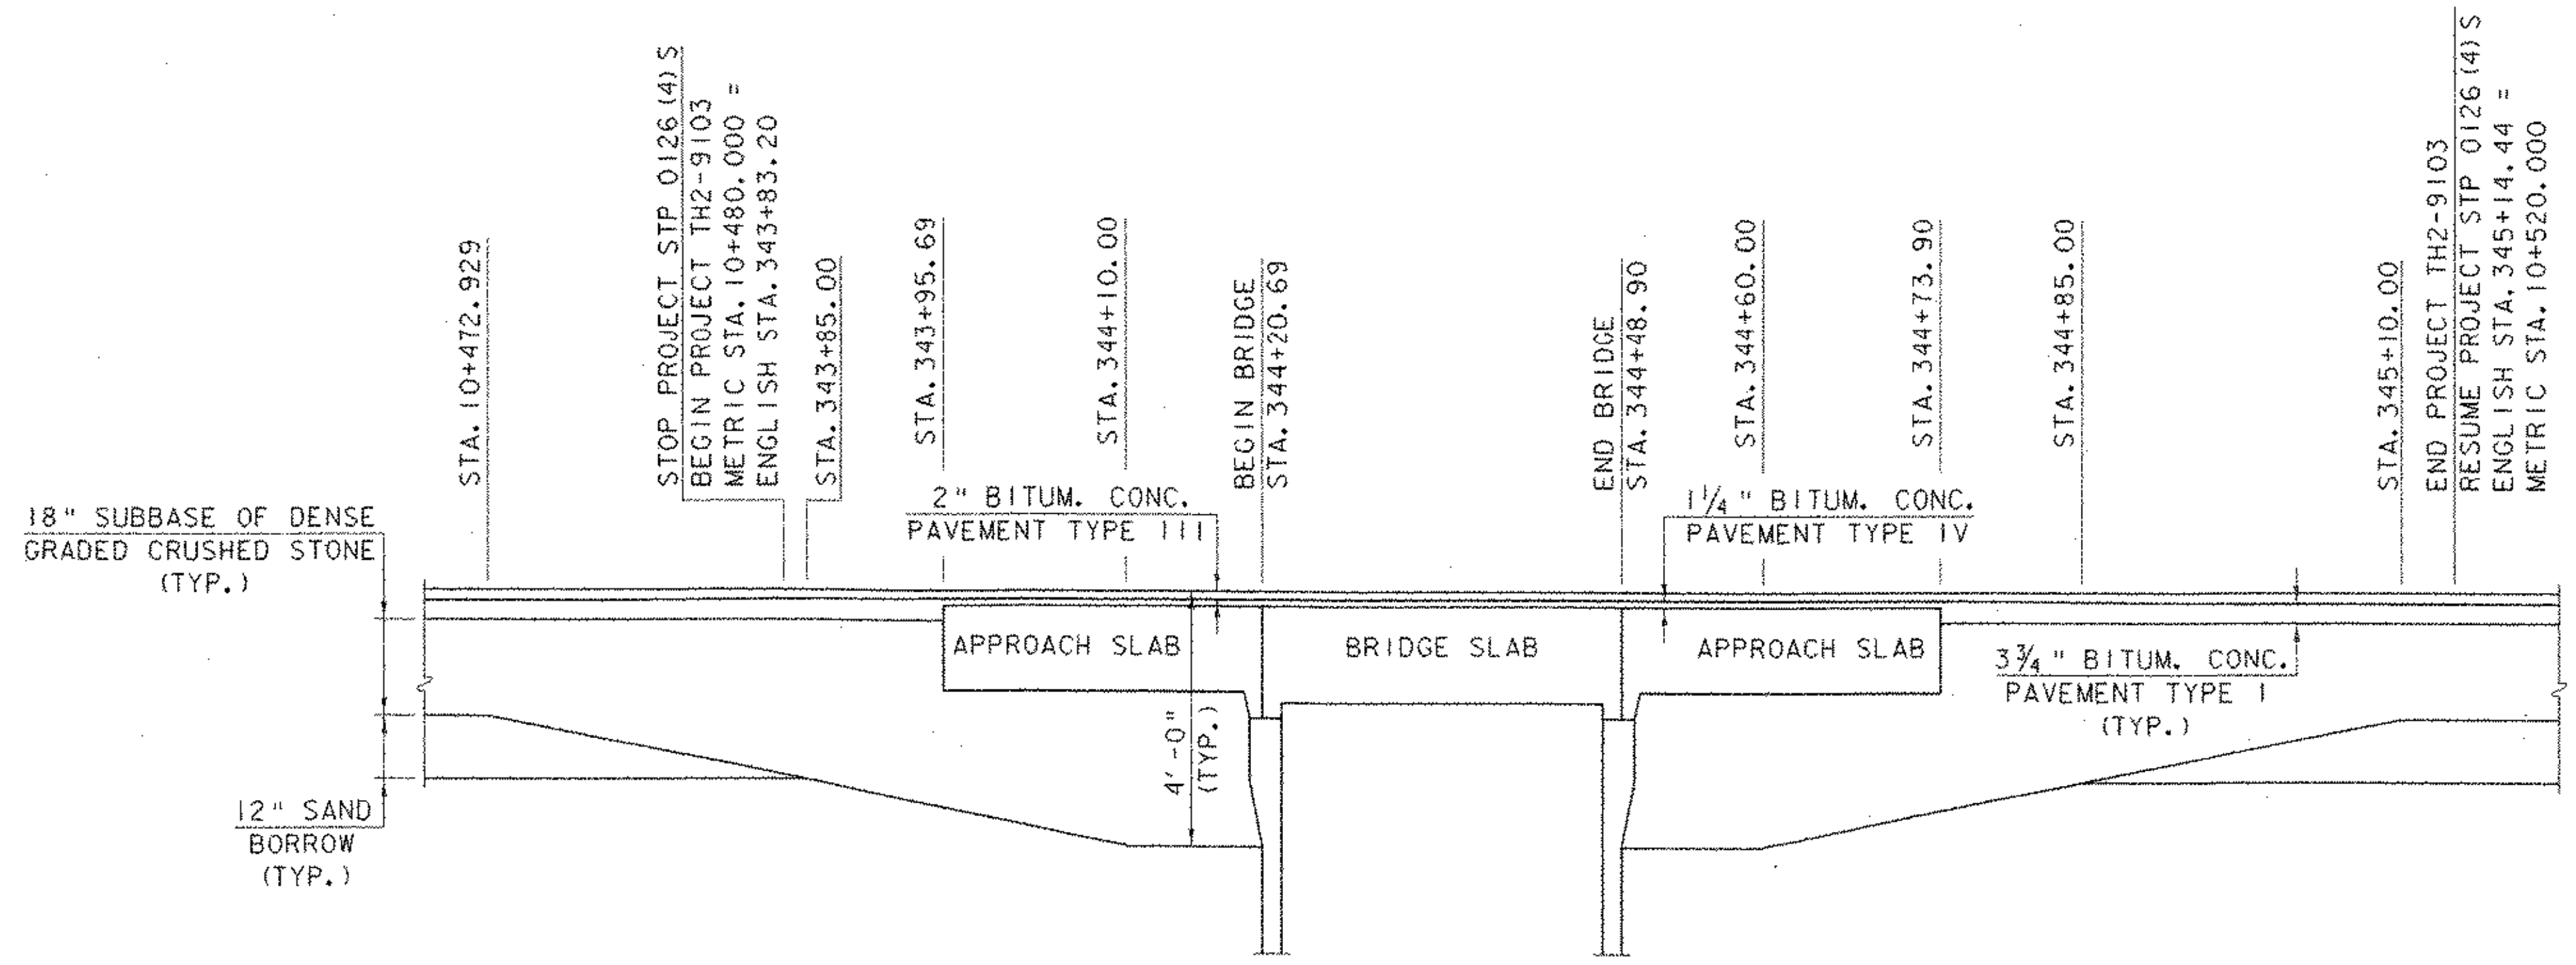 STA. 10+472.929
STOP PROJECT STP 0126(4)S
BEGIN PROJECT TH2-9103
METRIC STA. 10+480.000 =
ENGLISH STA. 343+83.20
STA. 343+85.00
STA. 343+95.69
STA. 344+10.00
BEGIN BRIDGE
STA. 344+20.69
END BRIDGE
STA. 344+48.90
STA. 344+60.00
STA. 344+73.90
STA. 344+85.00
STA. 345+10.00
END PROJECT TH2-9103
RESUME PROJECT STP 0126(4)S
ENGLISH STA. 345+14.44 =
METRIC STA. 10+520.000
18" SUBBASE OF DENSE
GRADED CRUSHED STONE
(TYP.)
2" BITUM. CONC.
PAVEMENT TYPE III
1 1/4" BITUM. CONC.
PAVEMENT TYPE IV
APPROACH SLAB
BRIDGE SLAB
APPROACH SLAB
3 3/4" BITUM. CONC.
PAVEMENT TYPE I
(TYP.)
4'-0"
(TYP.)
12" SAND
BORROW
(TYP.)